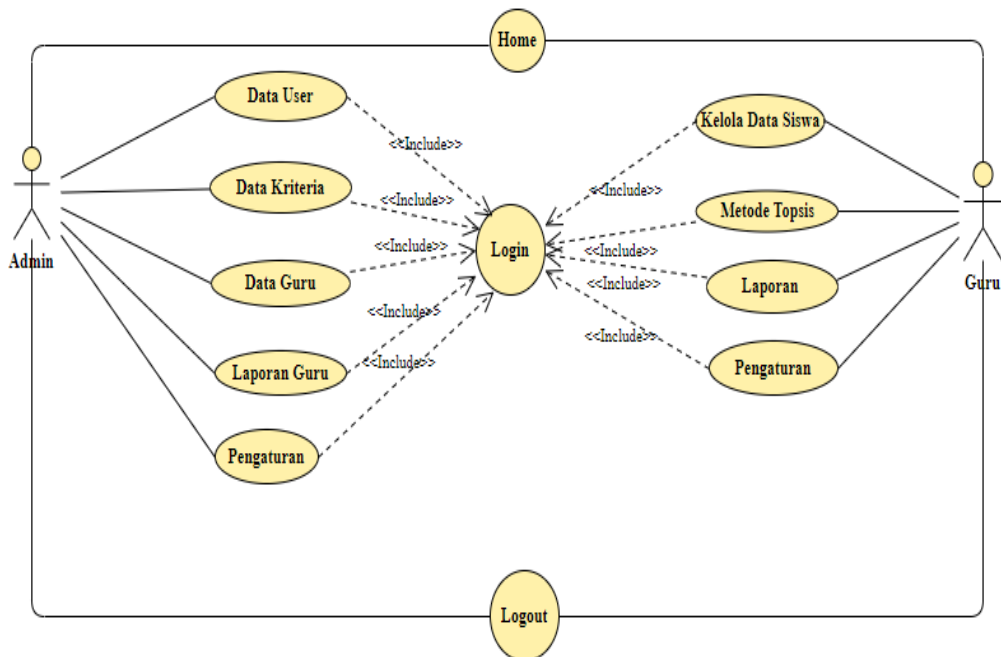 Home
Data User
<<Include>>
Kelola Data Siswa
Data Kriteria
<<Include>>
<<Include>>
Metode Topsis
Admin
Data Guru
<<Include>>
Login
<<Include>>
Laporan
Guru
<<Include>>
<<Include>>
Laporan Guru
<<Include>>
<<Include>>
Pengaturan
Pengaturan
Logout